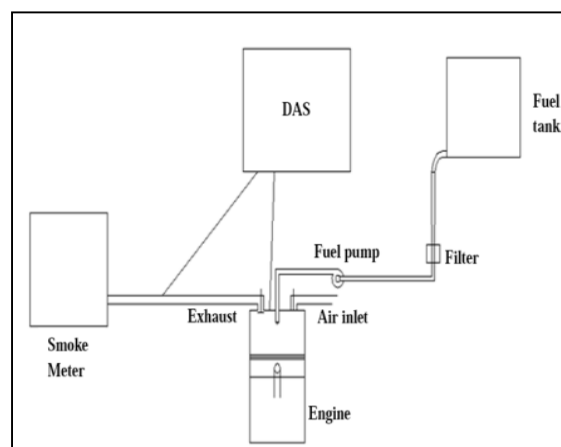 DAS
Fuel
tank
Fuel pump
Filter
Exhaust
Air inlet
Smoke
Meter
Engine